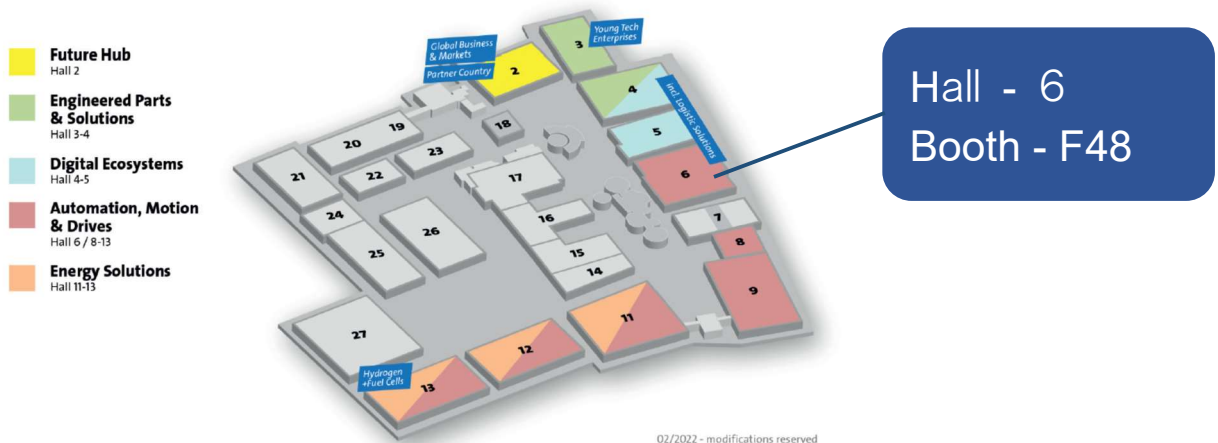 Future Hub
Hall 2
Engineered Parts
& Solutions
Hall 3-4
Digital Ecosystems
Hall 4-5
Automation, Motion
& Drives
Hall 6 / 8-13
Energy Solutions
Hall 11-13
Global Business
& Markets
Partner Country
Young Tech
Enterprises
incl. Logistic Solutions
Hydrogen
+Fuel Cells
2
3
4
5
6
7
8
9
11
12
13
14
15
16
17
18
19
20
21
22
23
24
25
26
27
Hall - 6
Booth - F48
02/2022 - modifications reserved